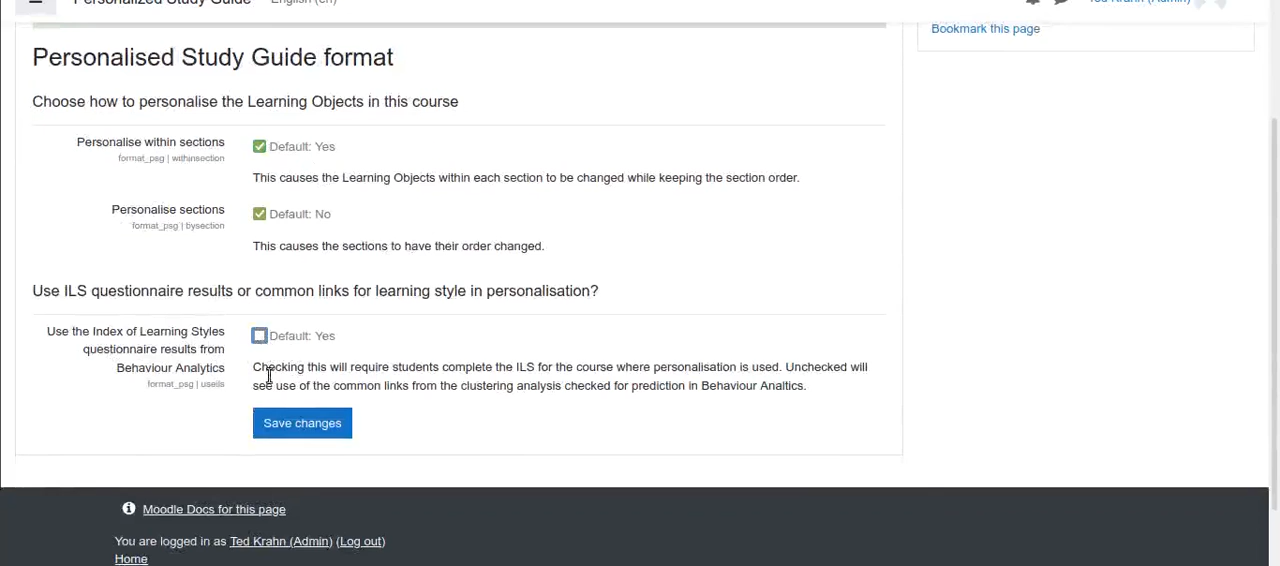 Personalized Study Guide English (en) Ted Krahn (Admin)
Bookmark this page
Personalised Study Guide format
Choose how to personalise the Learning Objects in this course
Personalise within sections
Default: Yes
format_psg | withinsection
This causes the Learning Objects within each section to be changed while keeping the section order.
Personalise sections
Default: No
format_psg | bysection
This causes the sections to have their order changed.
Use ILS questionnaire results or common links for learning style in personalisation?
Use the Index of Learning Styles
questionnaire results from
Behaviour Analytics
format_psg | useils
Default: Yes
Checking this will require students complete the ILS for the course where personalisation is used. Unchecked will
see use of the common links from the clustering analysis checked for prediction in Behaviour Analtics.
Save changes
Moodle Docs for this page
You are logged in as Ted Krahn (Admin) (Log out)
Home